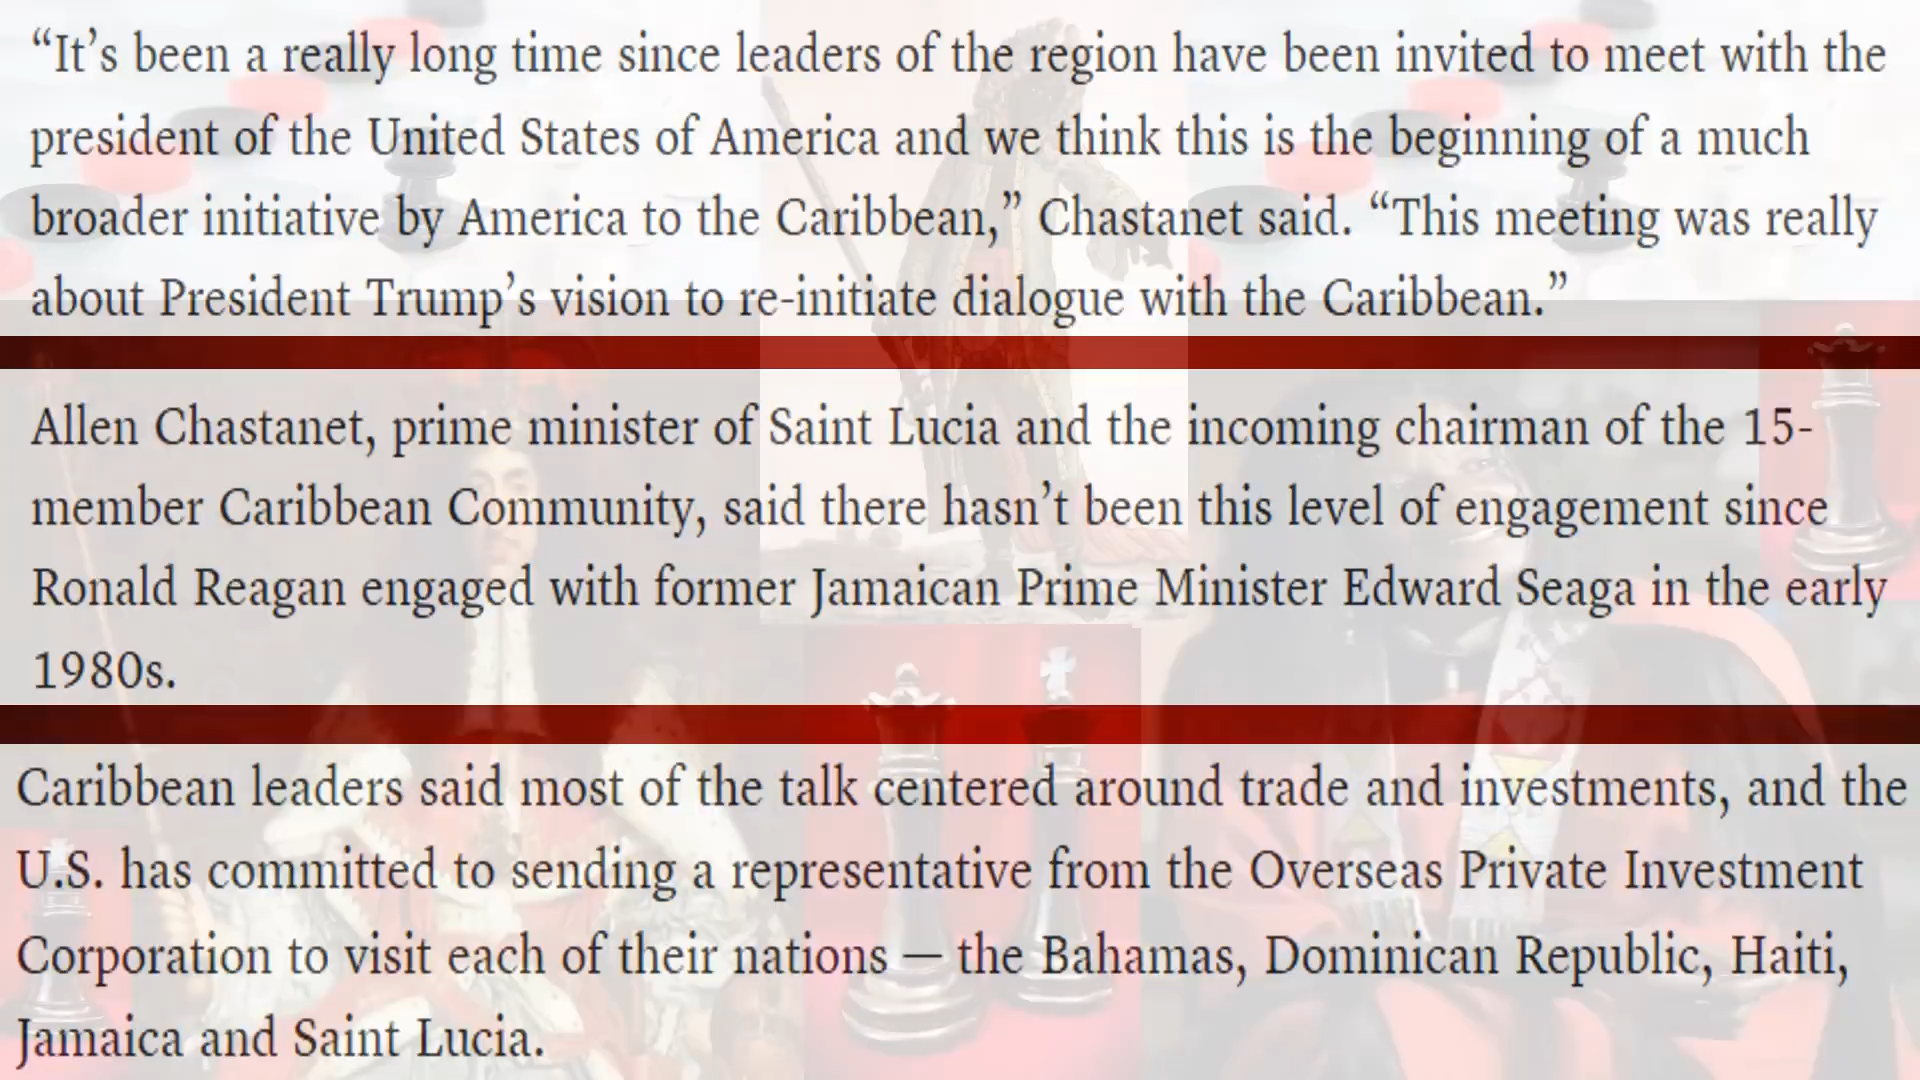 “It’s been a really long time since leaders of the region have been invited to meet with the
president of the United States of America and we think this is the beginning of a much
broader initiative by America to the Caribbean,” Chastanet said. “This meeting was really
about President Trump’s vision to re-initiate dialogue with the Caribbean.”
Allen Chastanet, prime minister of Saint Lucia and the incoming chairman of the 15-
member Caribbean Community, said there hasn’t been this level of engagement since
Ronald Reagan engaged with former Jamaican Prime Minister Edward Seaga in the early
1980s.
Caribbean leaders said most of the talk centered around trade and investments, and the
U.S. has committed to sending a representative from the Overseas Private Investment
Corporation to visit each of their nations — the Bahamas, Dominican Republic, Haiti,
Jamaica and Saint Lucia.